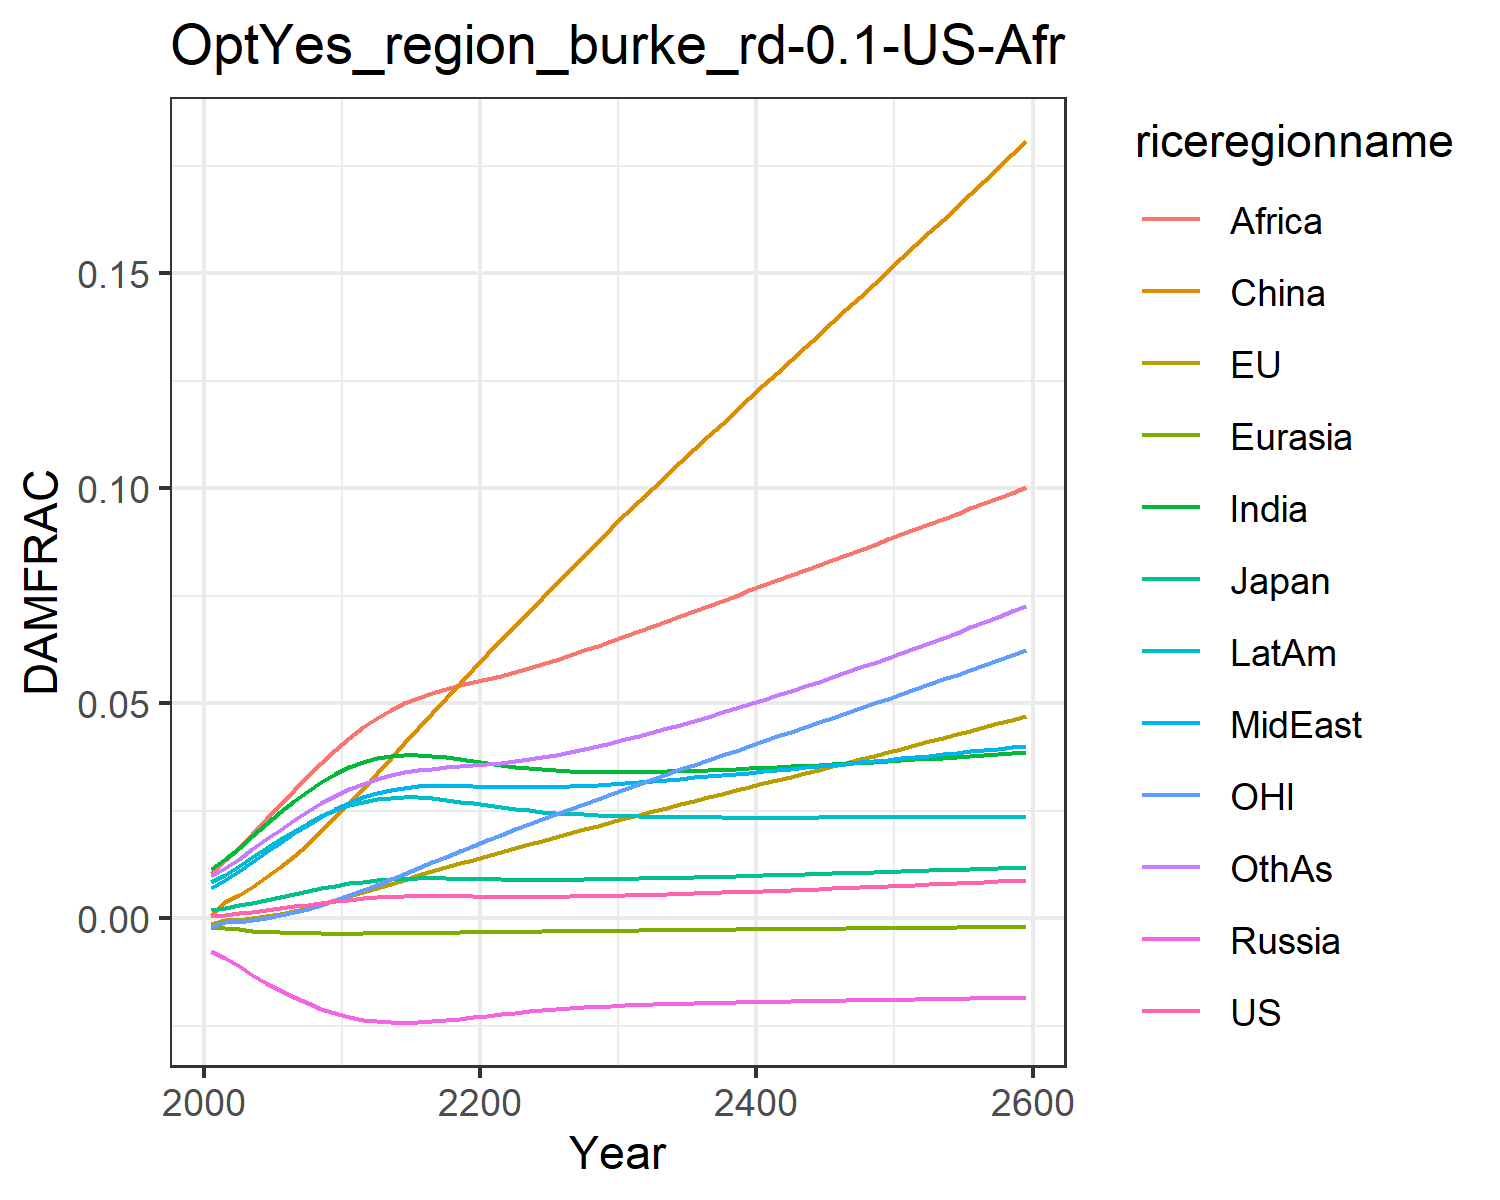 OptYes_region_burke_rd-0.1-US-Afr
DAMFRAC
0.15
0.10
0.05
0.00
2000
2200
2400
2600
Year
riceregionname
Africa
China
EU
Eurasia
India
Japan
LatAm
MidEast
OHI
OthAs
Russia
US